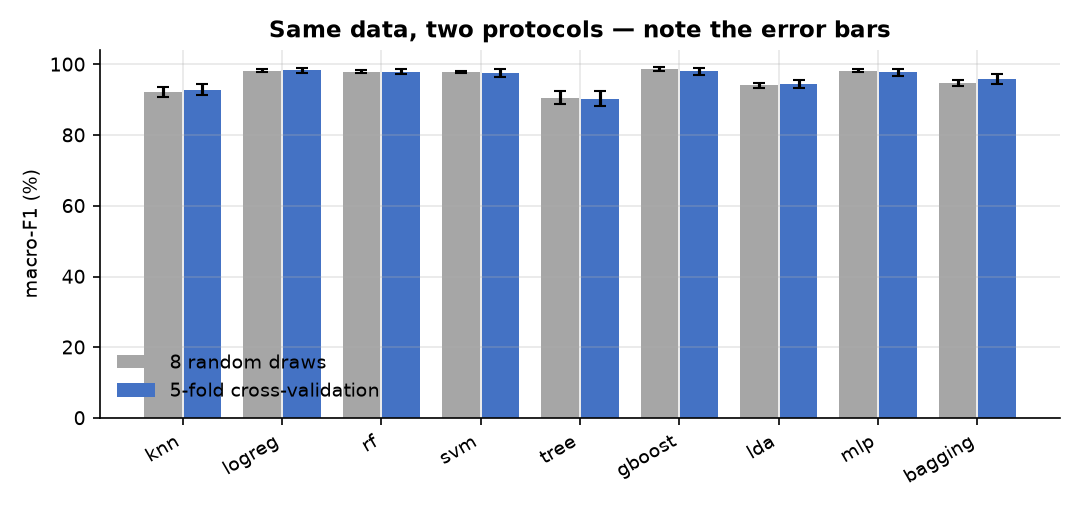 Same data, two protocols — note the error bars
macro-F1 (%)
100
80
60
40
20
0
8 random draws
5-fold cross-validation
knn
logreg
rf
svm
tree
gboost
lda
mlp
bagging